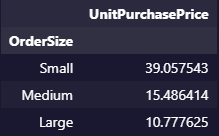 UnitPurchasePrice
OrderSize
Small 39.057543
Medium 15.486414
Large 10.777625